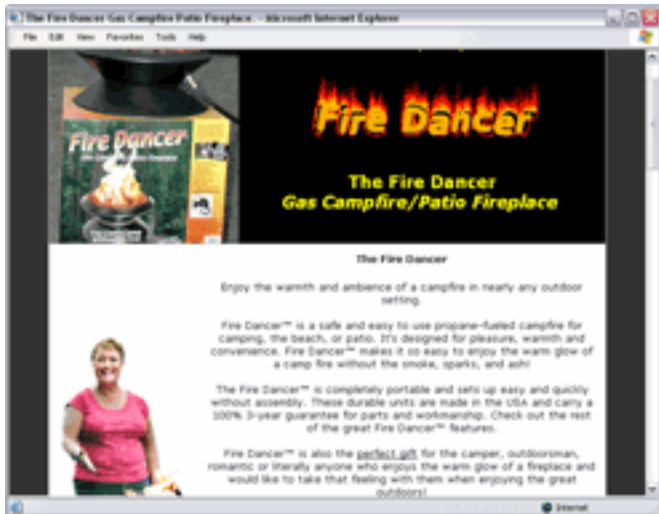 The Fire Dancer Gas Campfire Patio Fireplace. - Microsoft Internet Explorer
File Edit View Favorites Tools Help
Fire Dancer
Fire Dancer
The Fire Dancer
Gas Campfire/Patio Fireplace
The Fire Dancer
Enjoy the warmth and ambience of a campfire in nearly any outdoor
setting.
Fire Dancer™ is a safe and easy to use propane-fueled campfire for
camping, the beach, or patio. It's designed for pleasure, warmth and
convenience. Fire Dancer™ makes it so easy to enjoy the warm glow of
a camp fire without the smoke, sparks, and ash!
The Fire Dancer™ is completely portable and sets up easy and quickly
without assembly. These durable units are made in the USA and carry a
100% 3-year guarantee for parts and workmanship. Check out the rest
of the great Fire Dancer™ features.
Fire Dancer™ is also the perfect gift for the camper, outdoorsman,
romantic or literally anyone who enjoys the warm glow of a fireplace and
would like to take that feeling with them when enjoying the great
outdoors!
Internet